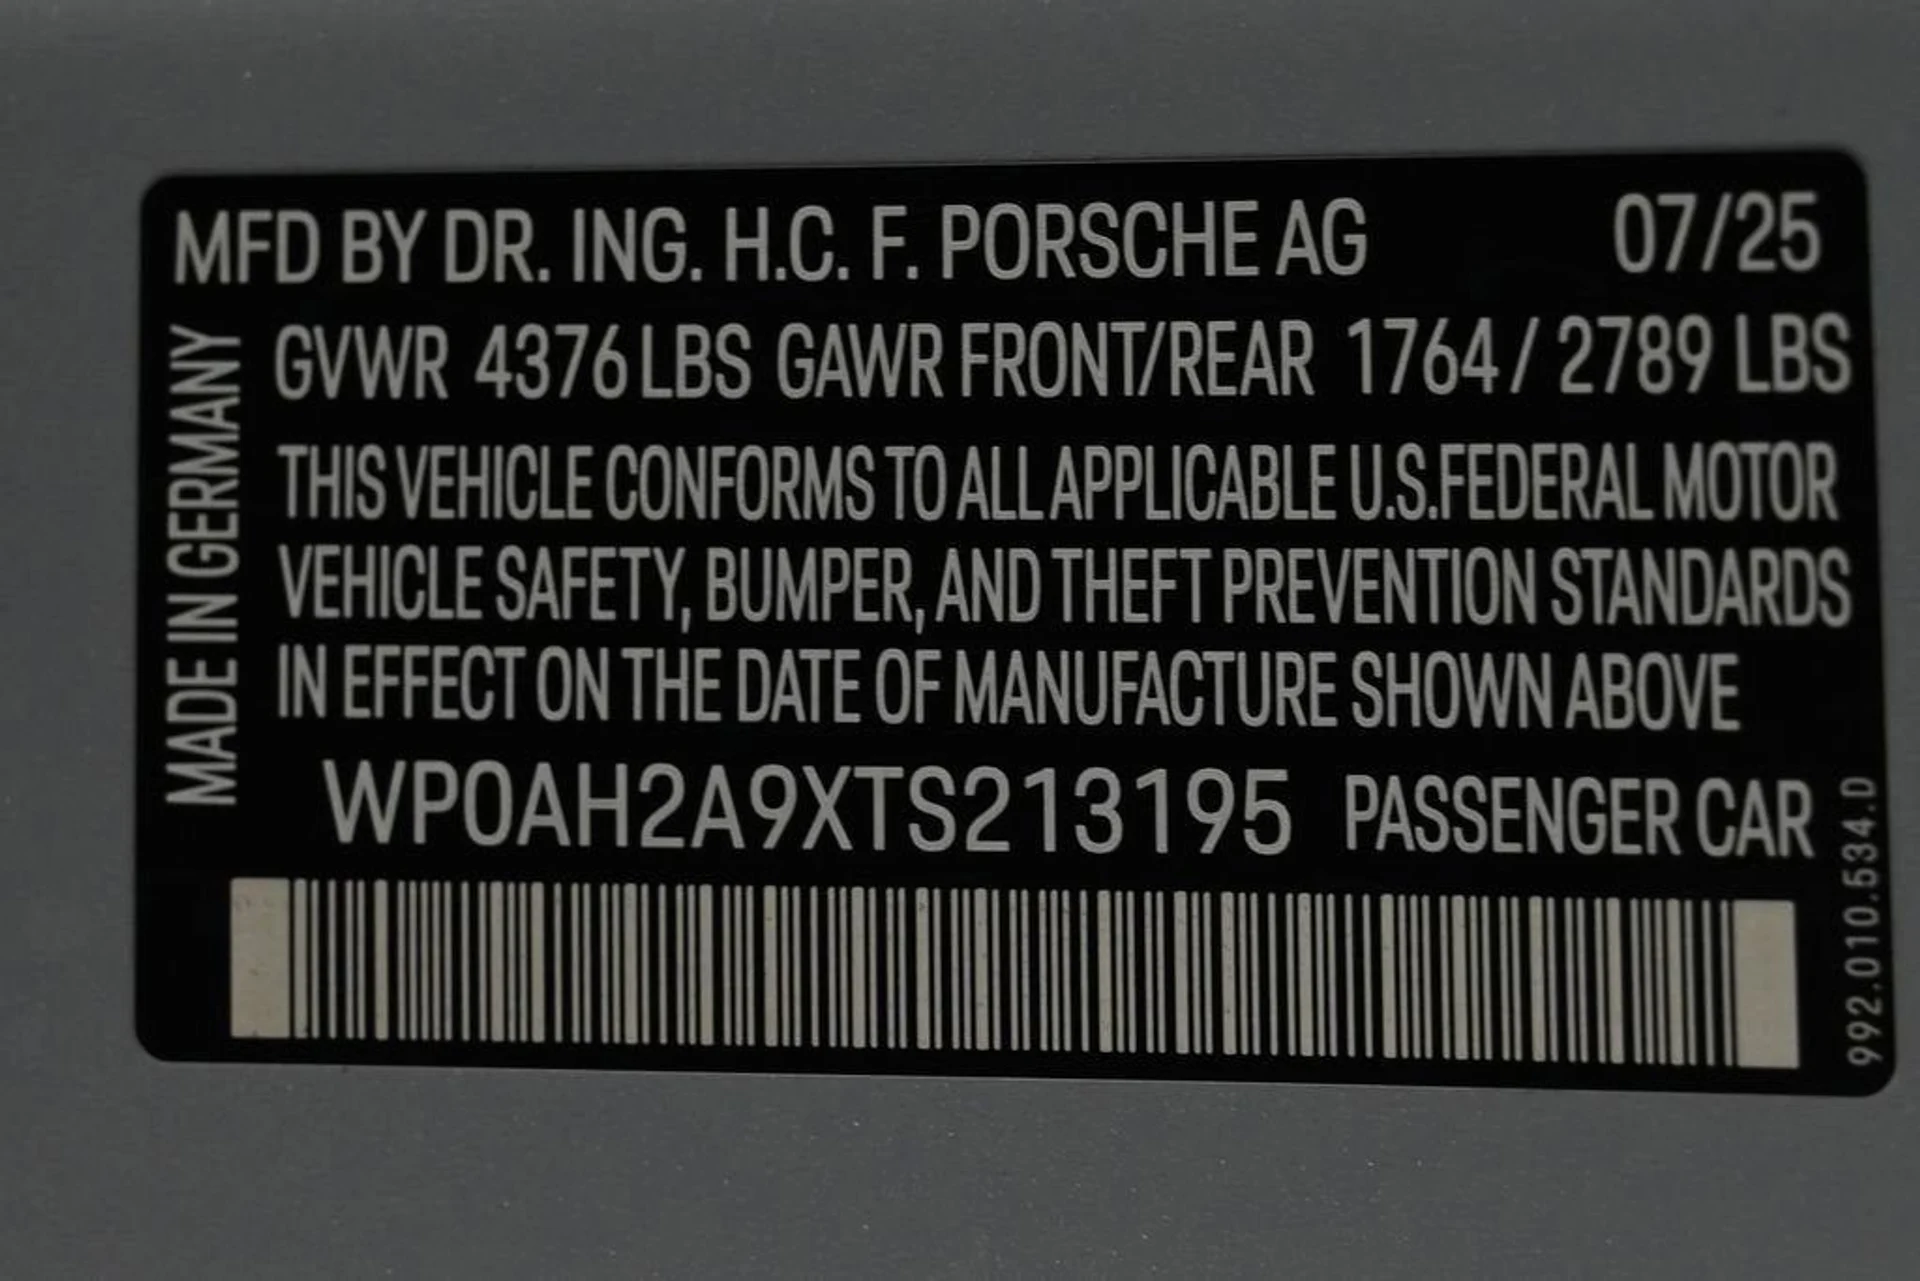 MFD BY DR. ING. H.C. F. PORSCHE AG 07/25
MADE IN GERMANY
GVWR 4376 LBS GAWR FRONT/REAR 1764 / 2789 LBS
THIS VEHICLE CONFORMS TO ALL APPLICABLE U.S.FEDERAL MOTOR
VEHICLE SAFETY, BUMPER, AND THEFT PREVENTION STANDARDS
IN EFFECT ON THE DATE OF MANUFACTURE SHOWN ABOVE
WP0AH2A9XTS213195 PASSENGER CAR
992.010.534.D